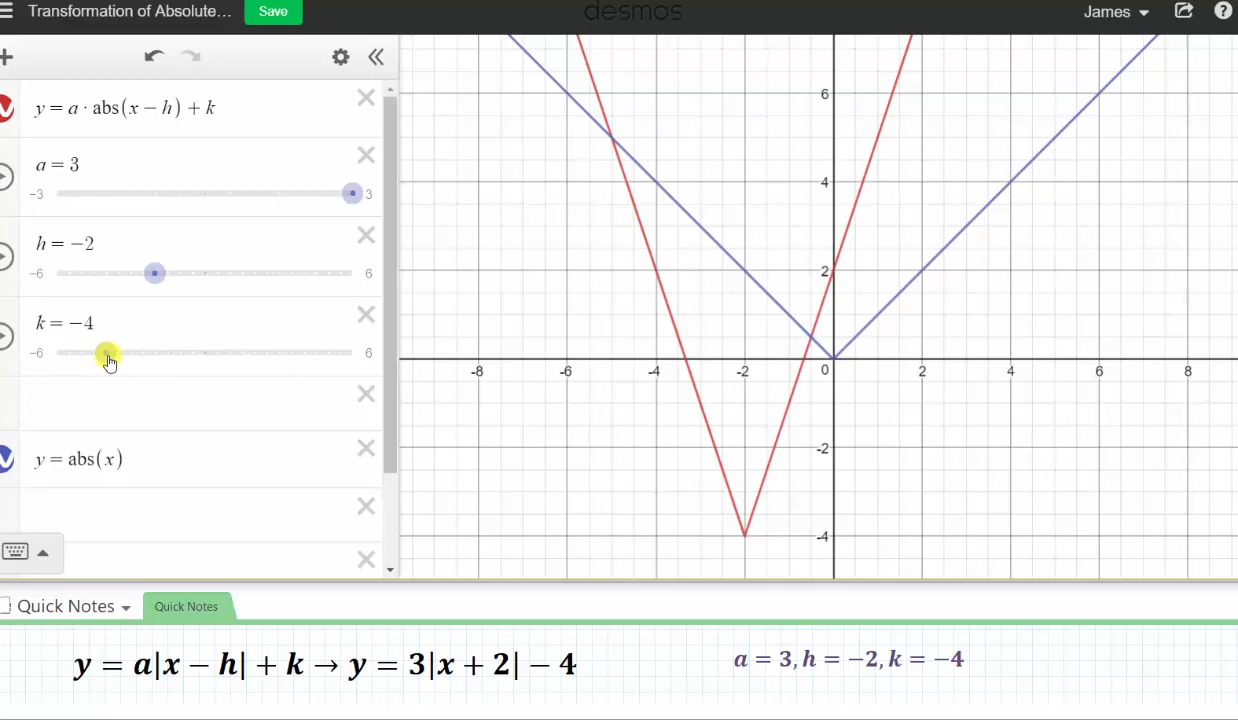 Transformation of Absolute...
Save
desmos
James
?
y = a · abs(x − h) + k
a = 3
−3 3
h = −2
−6 6
k = −4
−6 6
y = abs(x)
6
4
2
-8 -6 -4 -2 0 2 4 6 8
-2
-4
Quick Notes
Quick Notes
y = a|x − h| + k → y = 3|x + 2| − 4
a = 3, h = −2, k = −4